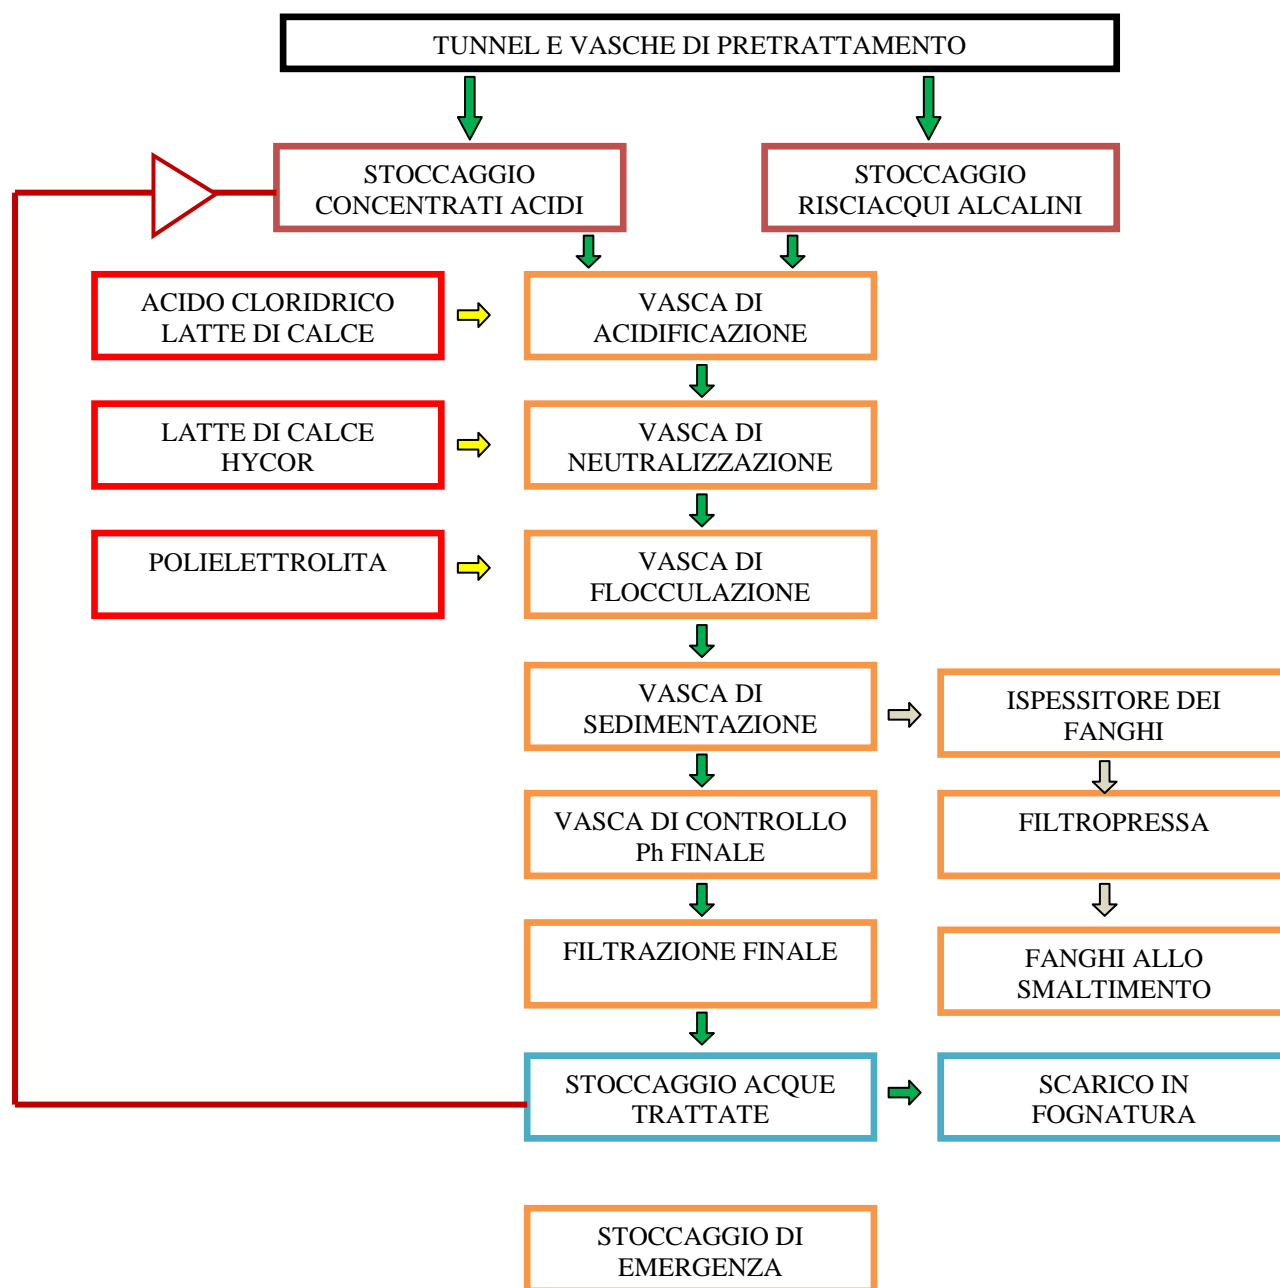 TUNNEL E VASCHE DI PRETRATTAMENTO
STOCCAGGIO
CONCENTRATI ACIDI
STOCCAGGIO
RISCIACQUI ALCALINI
ACIDO CLORIDRICO
LATTE DI CALCE
VASCA DI
ACIDIFICAZIONE
LATTE DI CALCE
HYCOR
VASCA DI
NEUTRALIZZAZIONE
POLIELETTROLITA
VASCA DI
FLOCCULAZIONE
VASCA DI
SEDIMENTAZIONE
ISPESSITORE DEI
FANGHI
VASCA DI CONTROLLO
Ph FINALE
FILTROPRESSA
FILTRAZIONE FINALE
FANGHI ALLO
SMALTIMENTO
STOCCAGGIO ACQUE
TRATTATE
SCARICO IN
FOGNATURA
STOCCAGGIO DI
EMERGENZA